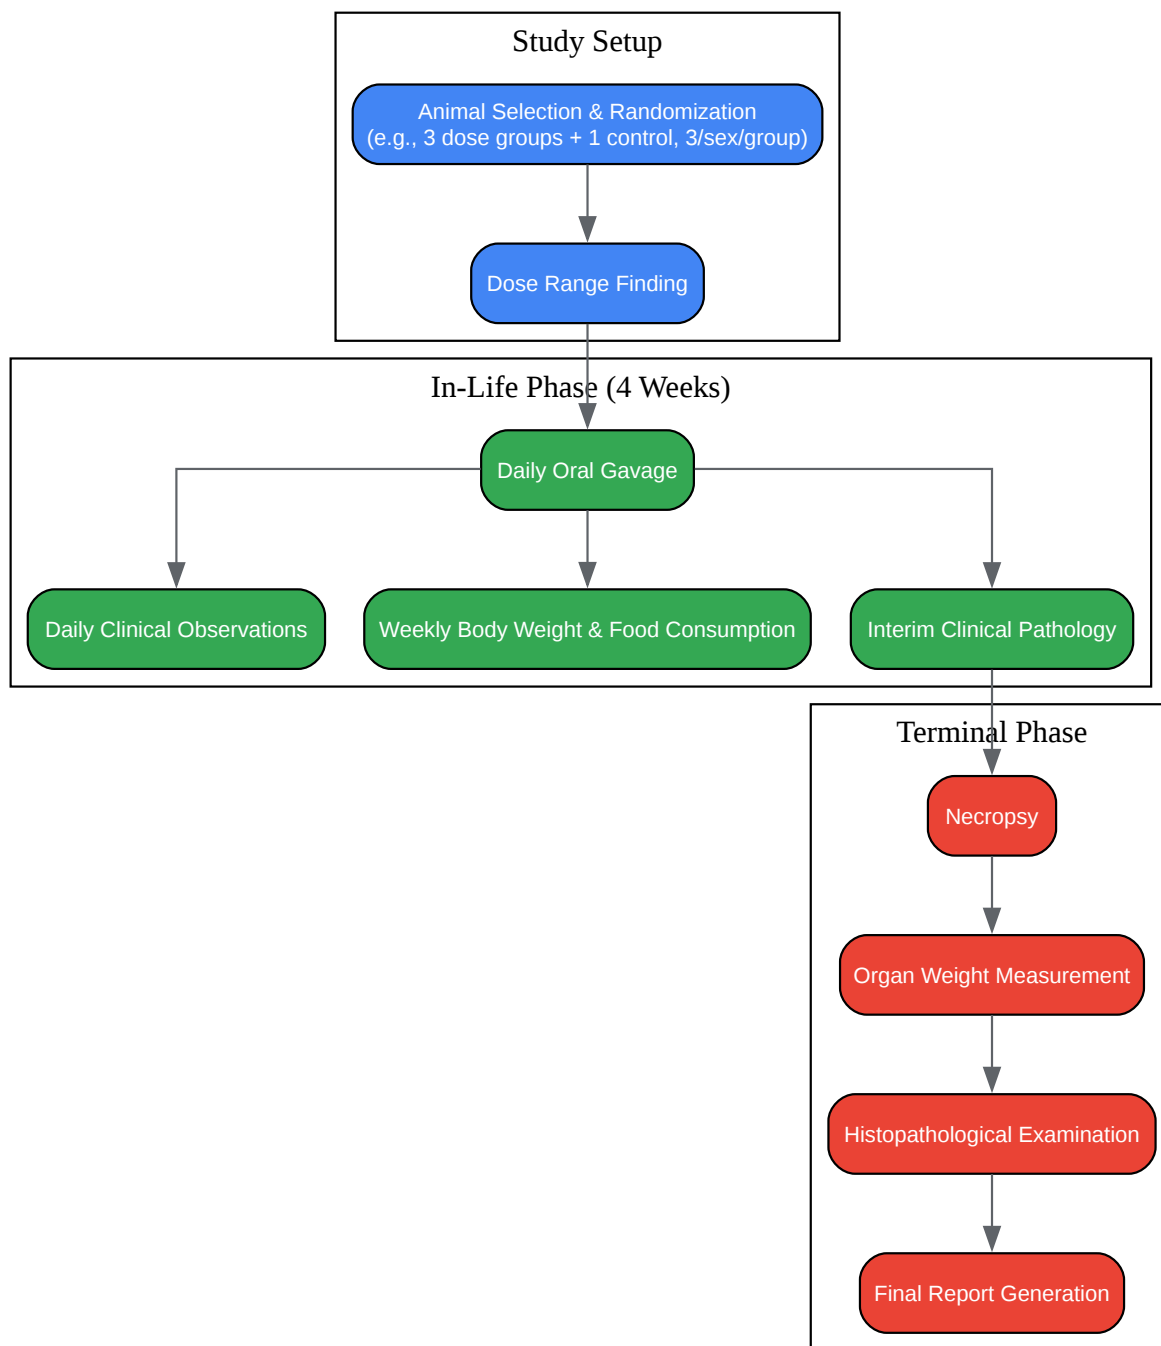 Study Setup
Animal Selection & Randomization
(e.g., 3 dose groups + 1 control, 3/sex/group)
Dose Range Finding
In-Life Phase (4 Weeks)
Daily Oral Gavage
Daily Clinical Observations
Weekly Body Weight & Food Consumption
Interim Clinical Pathology
Terminal Phase
Necropsy
Organ Weight Measurement
Histopathological Examination
Final Report Generation